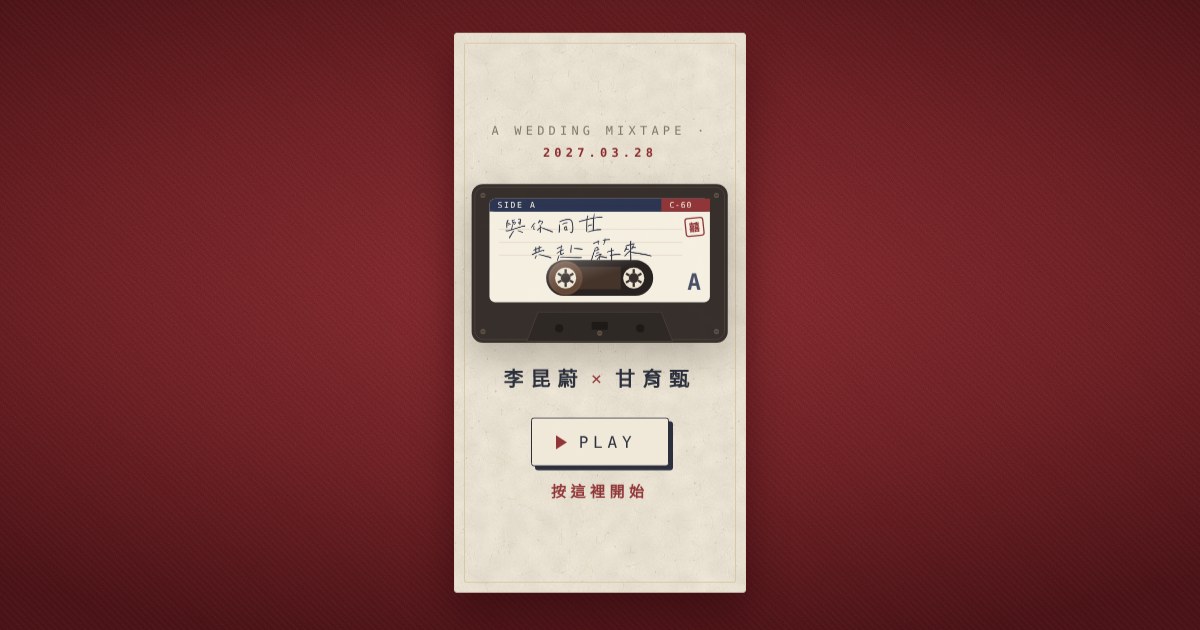 A WEDDING MIXTAPE ·
2027.03.28
SIDE A
C-60
與你同甘
囍
共赴蔚來
A
李昆蔚 × 甘育甄
PLAY
按這裡開始